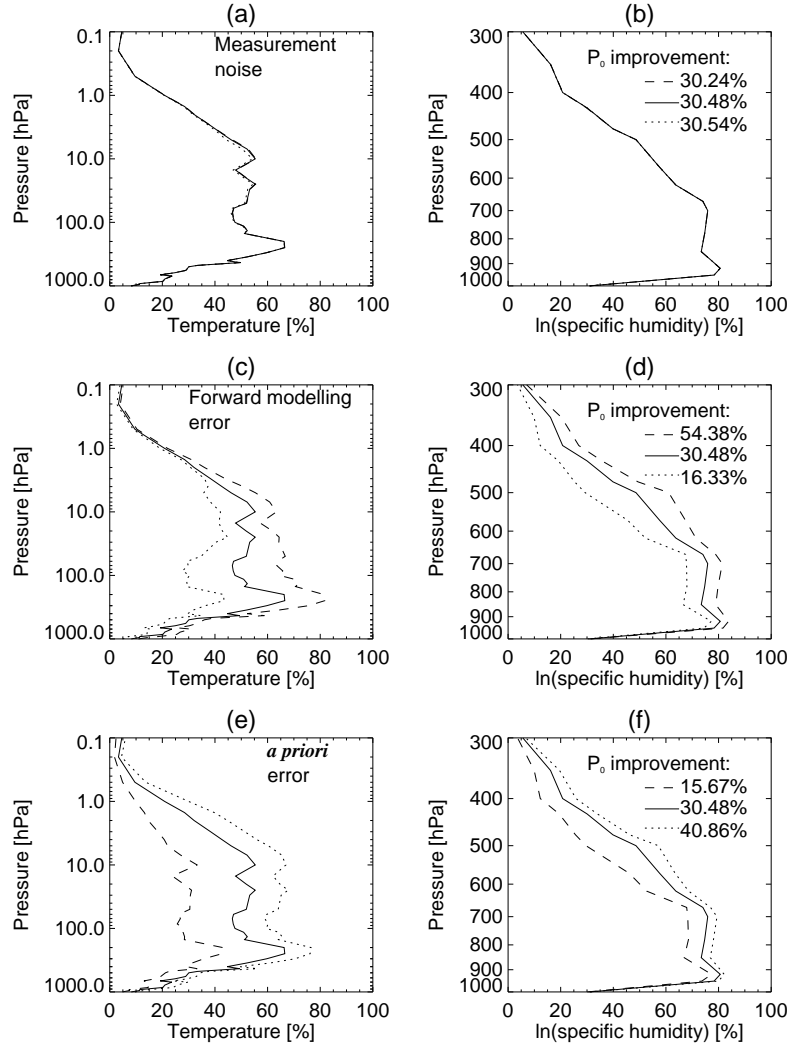 (a)
Measurement
noise
0.1
1.0
10.0
100.0
1000.0
Pressure [hPa]
0 20 40 60 80 100
Temperature [%]
(b)
P₀ improvement:
30.24%
30.48%
30.54%
300
400
500
600
700
800
900
1000
Pressure [hPa]
0 20 40 60 80 100
ln(specific humidity) [%]
(c)
Forward modelling
error
0.1
1.0
10.0
100.0
1000.0
Pressure [hPa]
0 20 40 60 80 100
Temperature [%]
(d)
P₀ improvement:
54.38%
30.48%
16.33%
300
400
500
600
700
800
900
1000
Pressure [hPa]
0 20 40 60 80 100
ln(specific humidity) [%]
(e)
a priori
error
0.1
1.0
10.0
100.0
1000.0
Pressure [hPa]
0 20 40 60 80 100
Temperature [%]
(f)
P₀ improvement:
15.67%
30.48%
40.86%
300
400
500
600
700
800
900
1000
Pressure [hPa]
0 20 40 60 80 100
ln(specific humidity) [%]